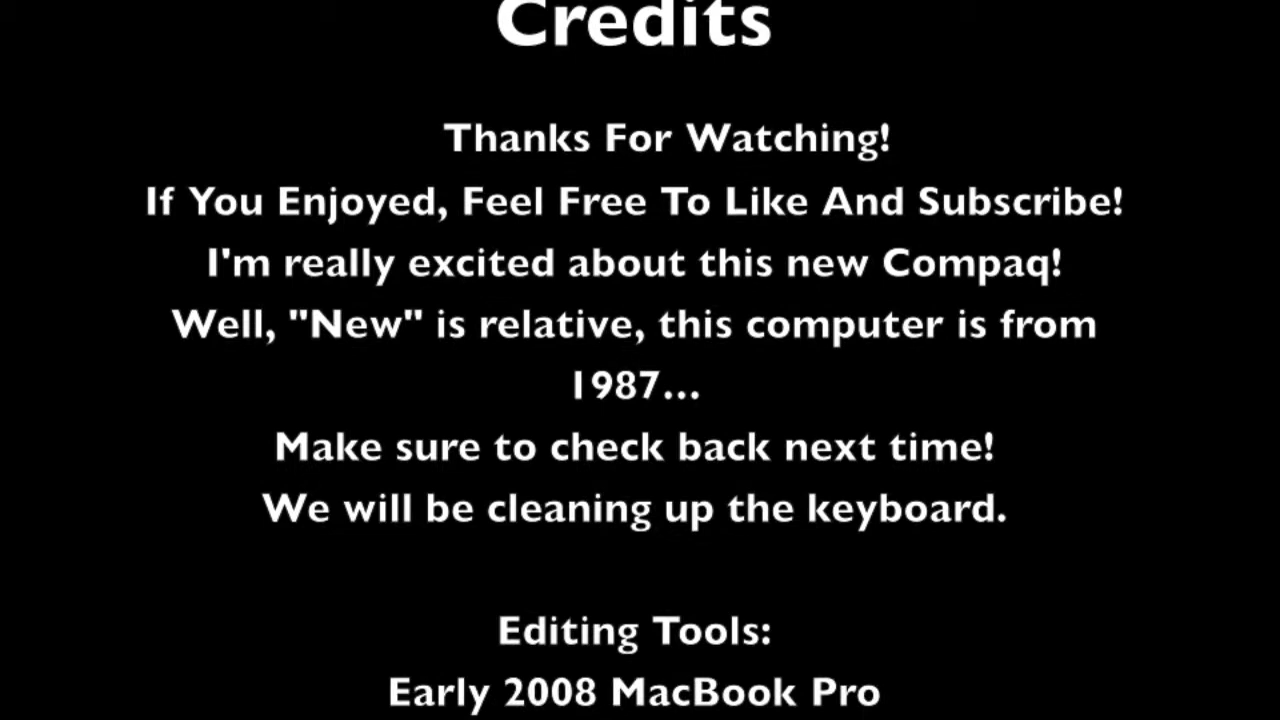 Credits
Thanks For Watching!
If You Enjoyed, Feel Free To Like And Subscribe!
I'm really excited about this new Compaq!
Well, "New" is relative, this computer is from
1987...
Make sure to check back next time!
We will be cleaning up the keyboard.
Editing Tools:
Early 2008 MacBook Pro